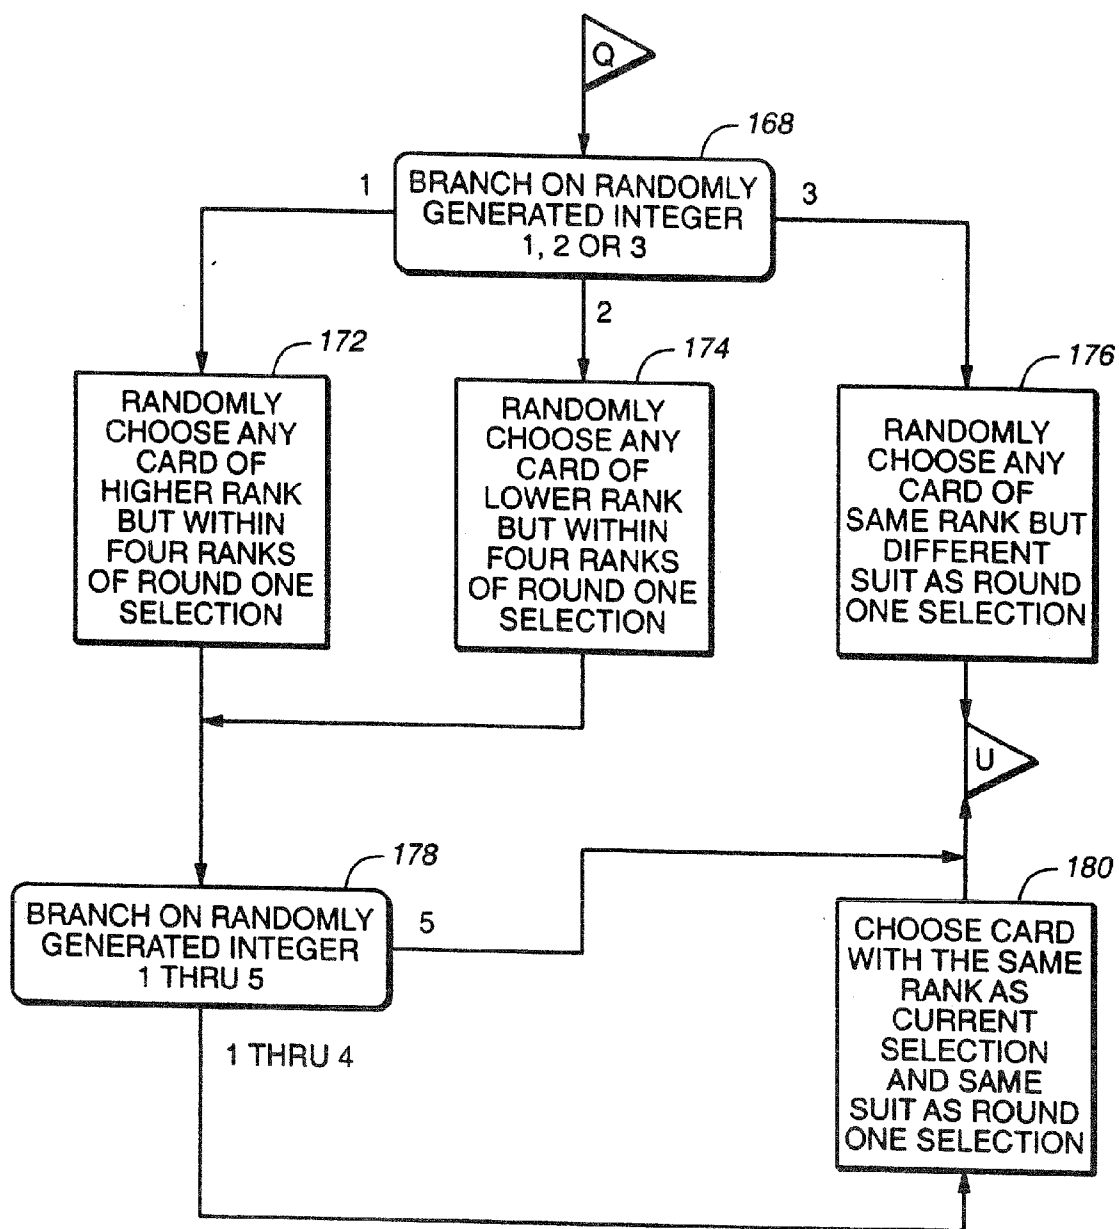 Q
168
1
BRANCH ON RANDOMLY
GENERATED INTEGER
1, 2 OR 3
3
2
172
RANDOMLY
CHOOSE ANY
CARD OF
HIGHER RANK
BUT WITHIN
FOUR RANKS
OF ROUND ONE
SELECTION
174
RANDOMLY
CHOOSE ANY
CARD OF
LOWER RANK
BUT WITHIN
FOUR RANKS
OF ROUND ONE
SELECTION
176
RANDOMLY
CHOOSE ANY
CARD OF
SAME RANK BUT
DIFFERENT
SUIT AS ROUND
ONE SELECTION
U
178
BRANCH ON RANDOMLY
GENERATED INTEGER
1 THRU 5
5
1 THRU 4
180
CHOOSE CARD
WITH THE SAME
RANK AS
CURRENT
SELECTION
AND SAME
SUIT AS ROUND
ONE SELECTION